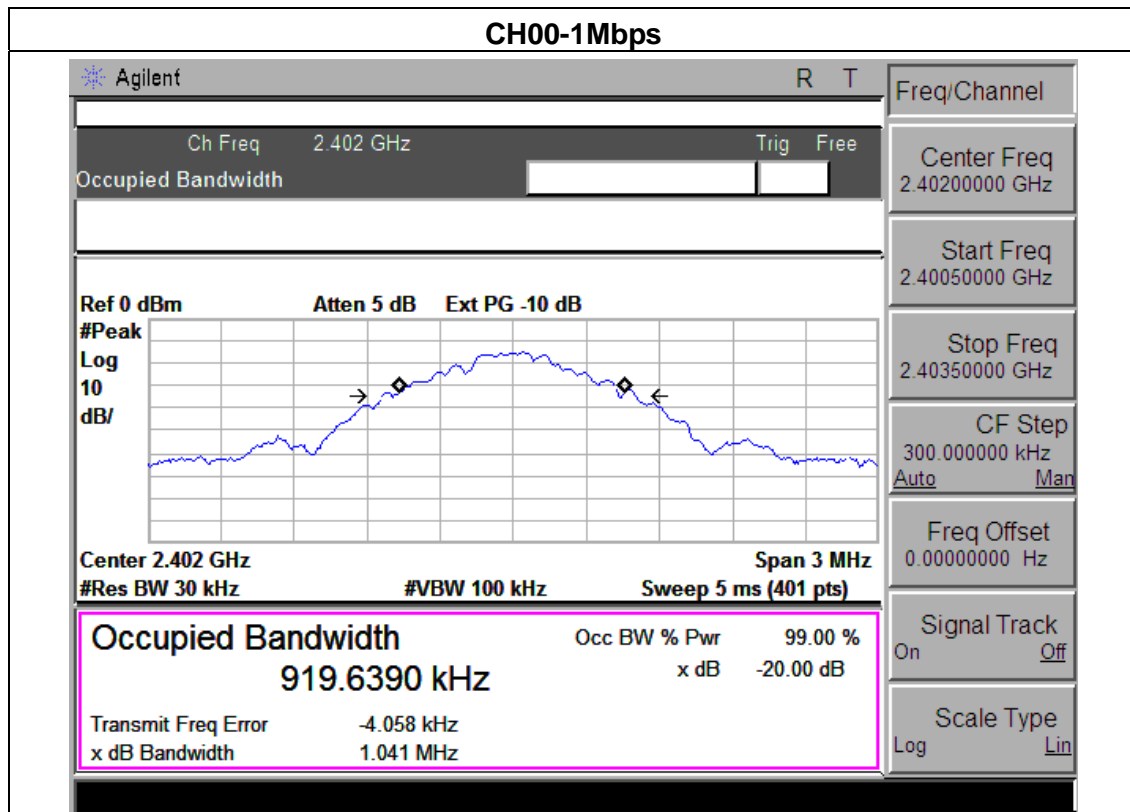 CH00-1Mbps
Agilent R T
Ch Freq 2.402 GHz Trig Free
Occupied Bandwidth
Ref 0 dBm Atten 5 dB Ext PG -10 dB
#Peak
Log
10
dB/
Center 2.402 GHz Span 3 MHz
#Res BW 30 kHz #VBW 100 kHz Sweep 5 ms (401 pts)
Occupied Bandwidth Occ BW % Pwr 99.00 %
919.6390 kHz x dB -20.00 dB
Transmit Freq Error -4.058 kHz
x dB Bandwidth 1.041 MHz
Freq/Channel
Center Freq
2.40200000 GHz
Start Freq
2.40050000 GHz
Stop Freq
2.40350000 GHz
CF Step
300.000000 kHz
Auto Man
Freq Offset
0.00000000 Hz
Signal Track
On Off
Scale Type
Log Lin